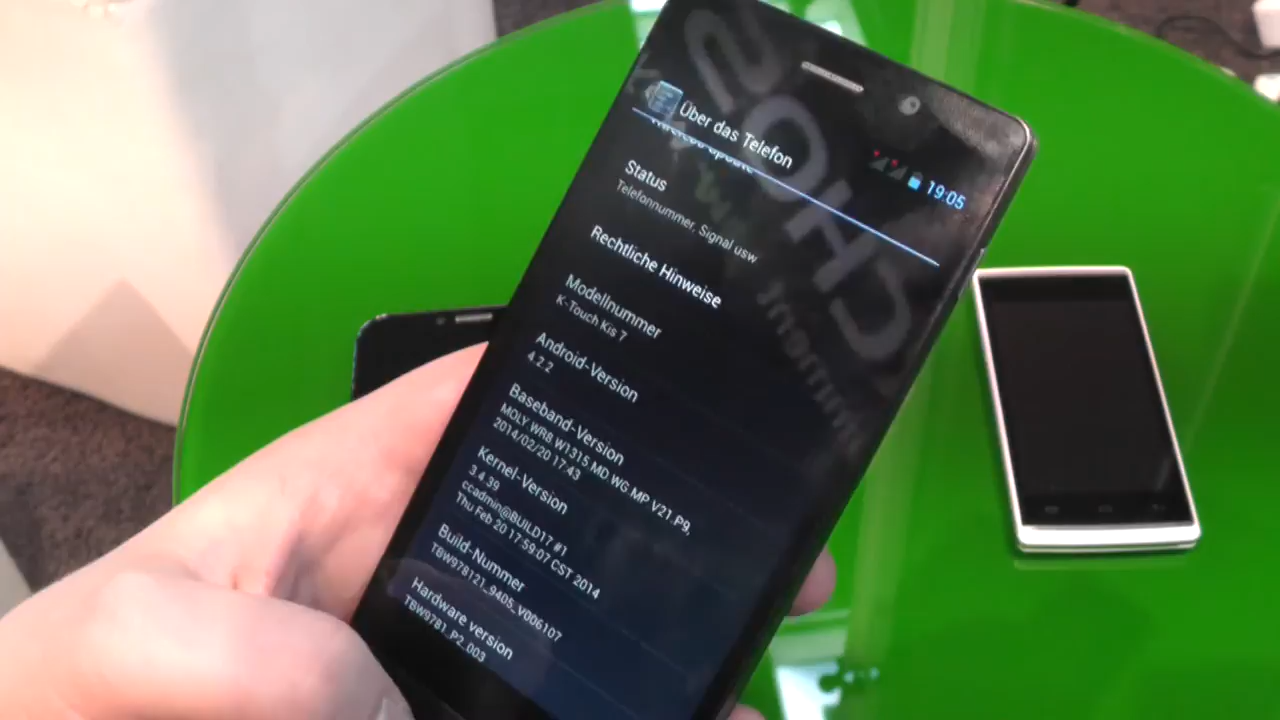 Über das Telefon
19:05
Wireless update
Status
Telefonnummer, Signal usw
Rechtliche Hinweise
Modellnummer
K-Touch Kis 7
Android-Version
4.2.2
Baseband-Version
MOLY.WR8.W1315.MD.WG.MP.V21.P9,
2014/02/20 17:43
Kernel-Version
3.4.39
ccadmin@BUILD17 #1
Thu Feb 20 17:59:07 CST 2014
Build-Nummer
TBW978121_9405_V006107
Hardware version
TBW9781_P2_003